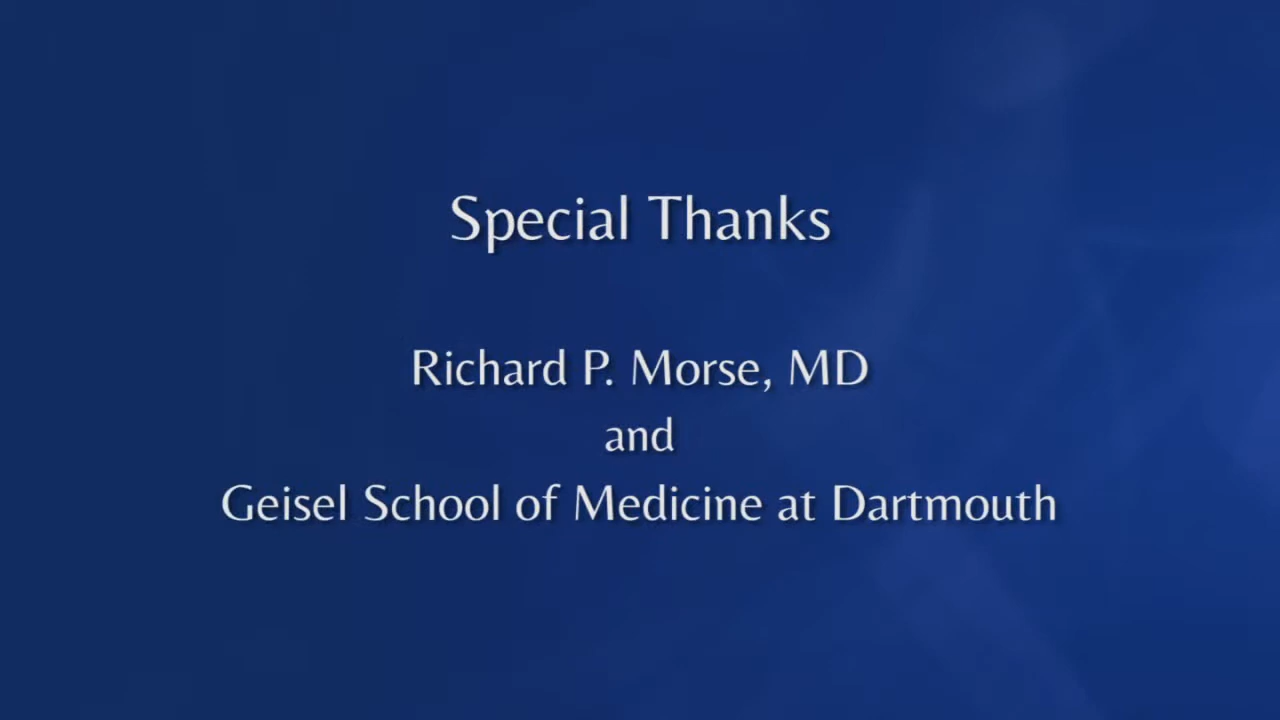 Special Thanks
Richard P. Morse, MD
and
Geisel School of Medicine at Dartmouth